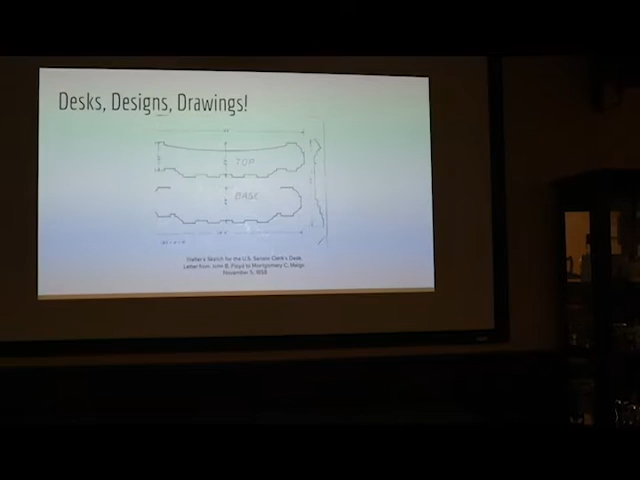 Desks, Designs, Drawings!
TOP
BASE
Sketch for the U.S. Senate Clerk's Desk
Letter from John B. Floyd to Montgomery C. Meigs
November 5, 1858